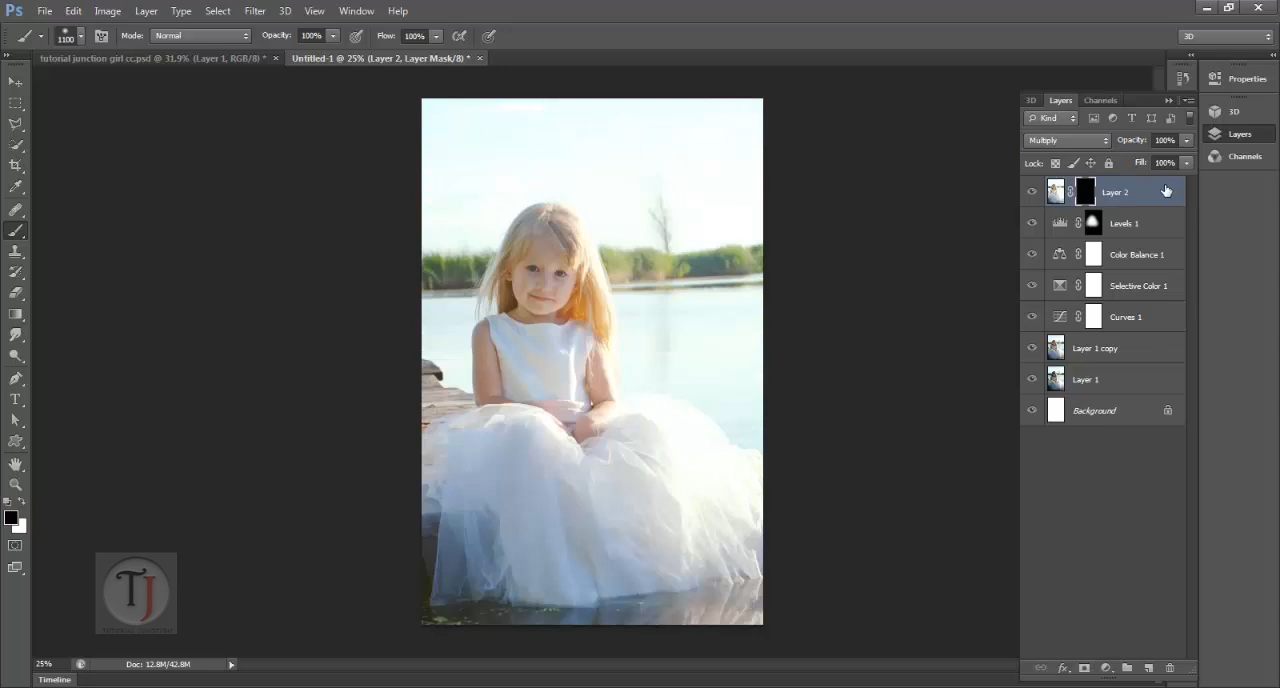 Ps File Edit Image Layer Type Select Filter 3D View Window Help
1100 Mode: Normal Opacity: 100% Flow: 100% 3D
tutorial junction girl cc.psd @ 31.9% (Layer 1, RGB/8) * × Untitled-1 @ 25% (Layer 2, Layer Mask/8) * ×
Properties
3D
Layers
Channels
3D Layers Channels
Kind
Multiply Opacity: 100%
Lock: Fill: 100%
Layer 2
Levels 1
Color Balance 1
Selective Color 1
Curves 1
Layer 1 copy
Layer 1
Background
TJ
TUTORIAL JUNCTION
25% Doc: 12.8M/42.8M
Timeline